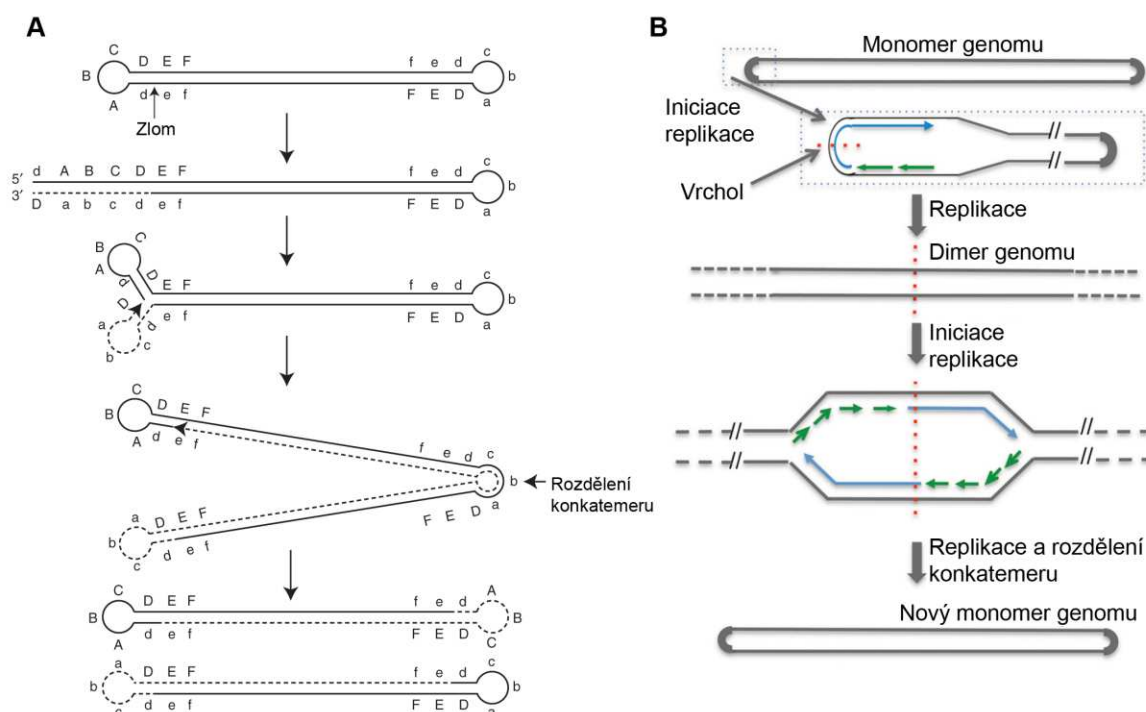 A
C
D E F
f e d
c
B
b
A
d e f
F E D
a
Zlom
5′ d A B C D E F
f e d
c
3′ D a b c d e f
F E D
a
b
B
C
A
D
E F
f e d
c
d
b
D
e f
F E D
a
a
d
b
c
C
D E F
B
f e d
c
A
d e f
b
Rozdělení
konkatemeru
a
D E F
F E D
a
b
c
d e f
C
D E F
f e d
A
B
B
A
d e f
F E D
C
a
D E F
f e d
c
b
b
d e f
F E D
B
Monomer genomu
Iniciace
replikace
Vrchol
Replikace
Dimer genomu
Iniciace
replikace
Replikace a rozdělení
konkatemeru
Nový monomer genomu